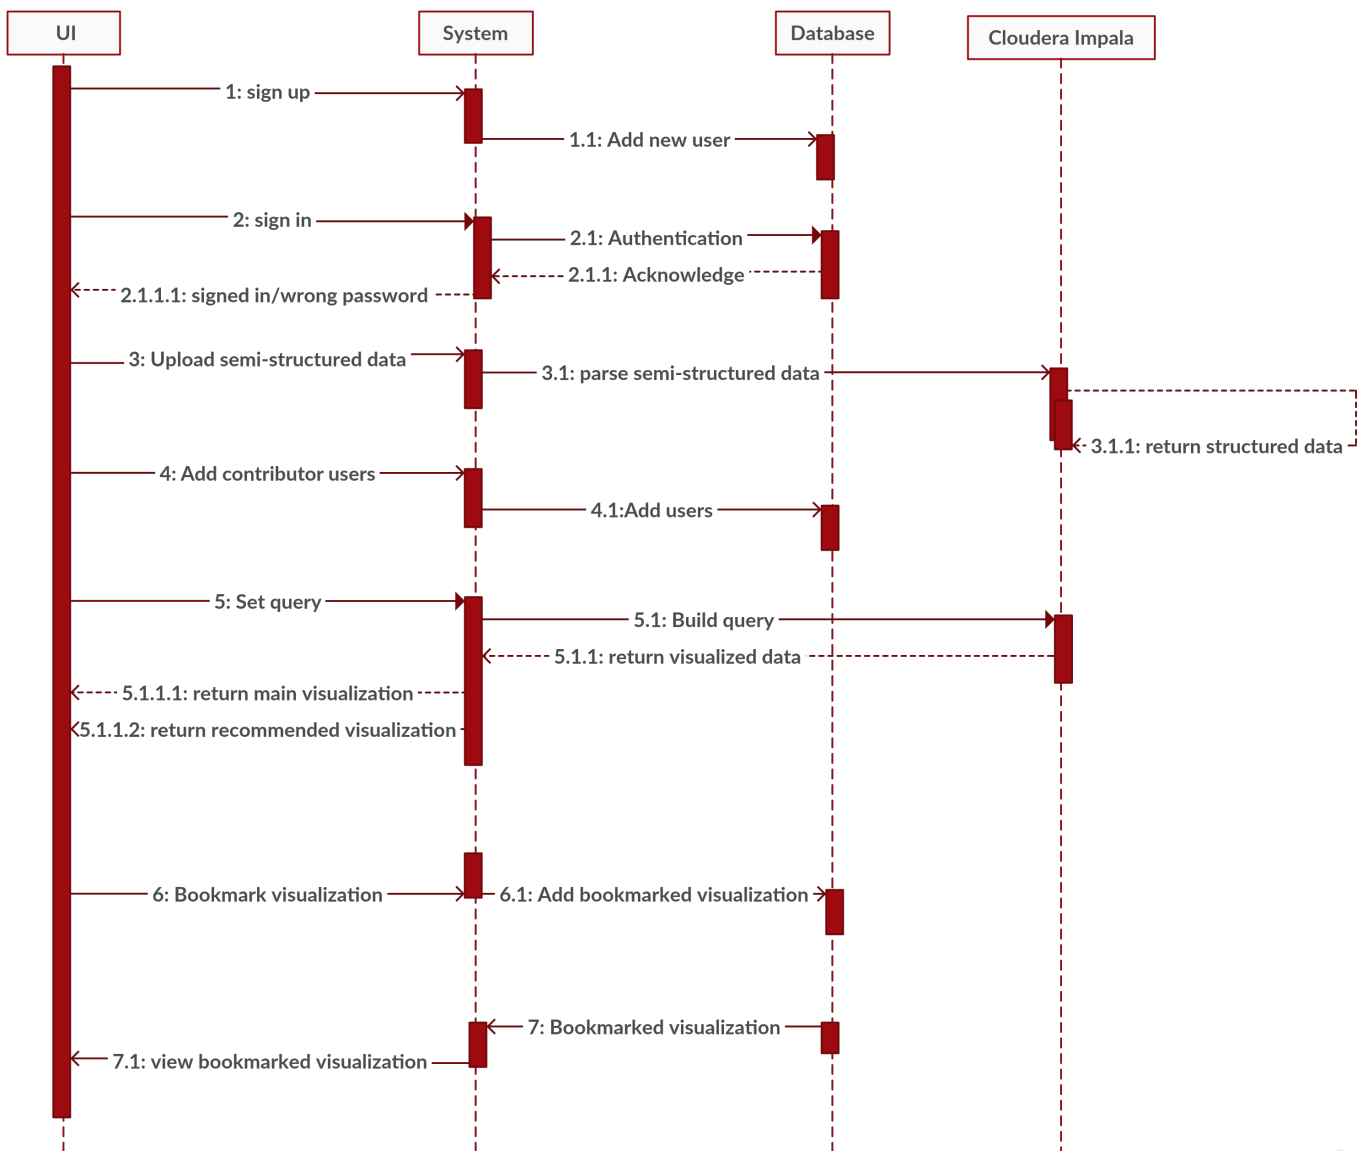 UI
System
Database
Cloudera Impala
1: sign up
1.1: Add new user
2: sign in
2.1: Authentication
2.1.1: Acknowledge
2.1.1.1: signed in/wrong password
3: Upload semi-structured data
3.1: parse semi-structured data
3.1.1: return structured data
4: Add contributor users
4.1:Add users
5: Set query
5.1: Build query
5.1.1: return visualized data
5.1.1.1: return main visualization
5.1.1.2: return recommended visualization
6: Bookmark visualization
6.1: Add bookmarked visualization
7: Bookmarked visualization
7.1: view bookmarked visualization